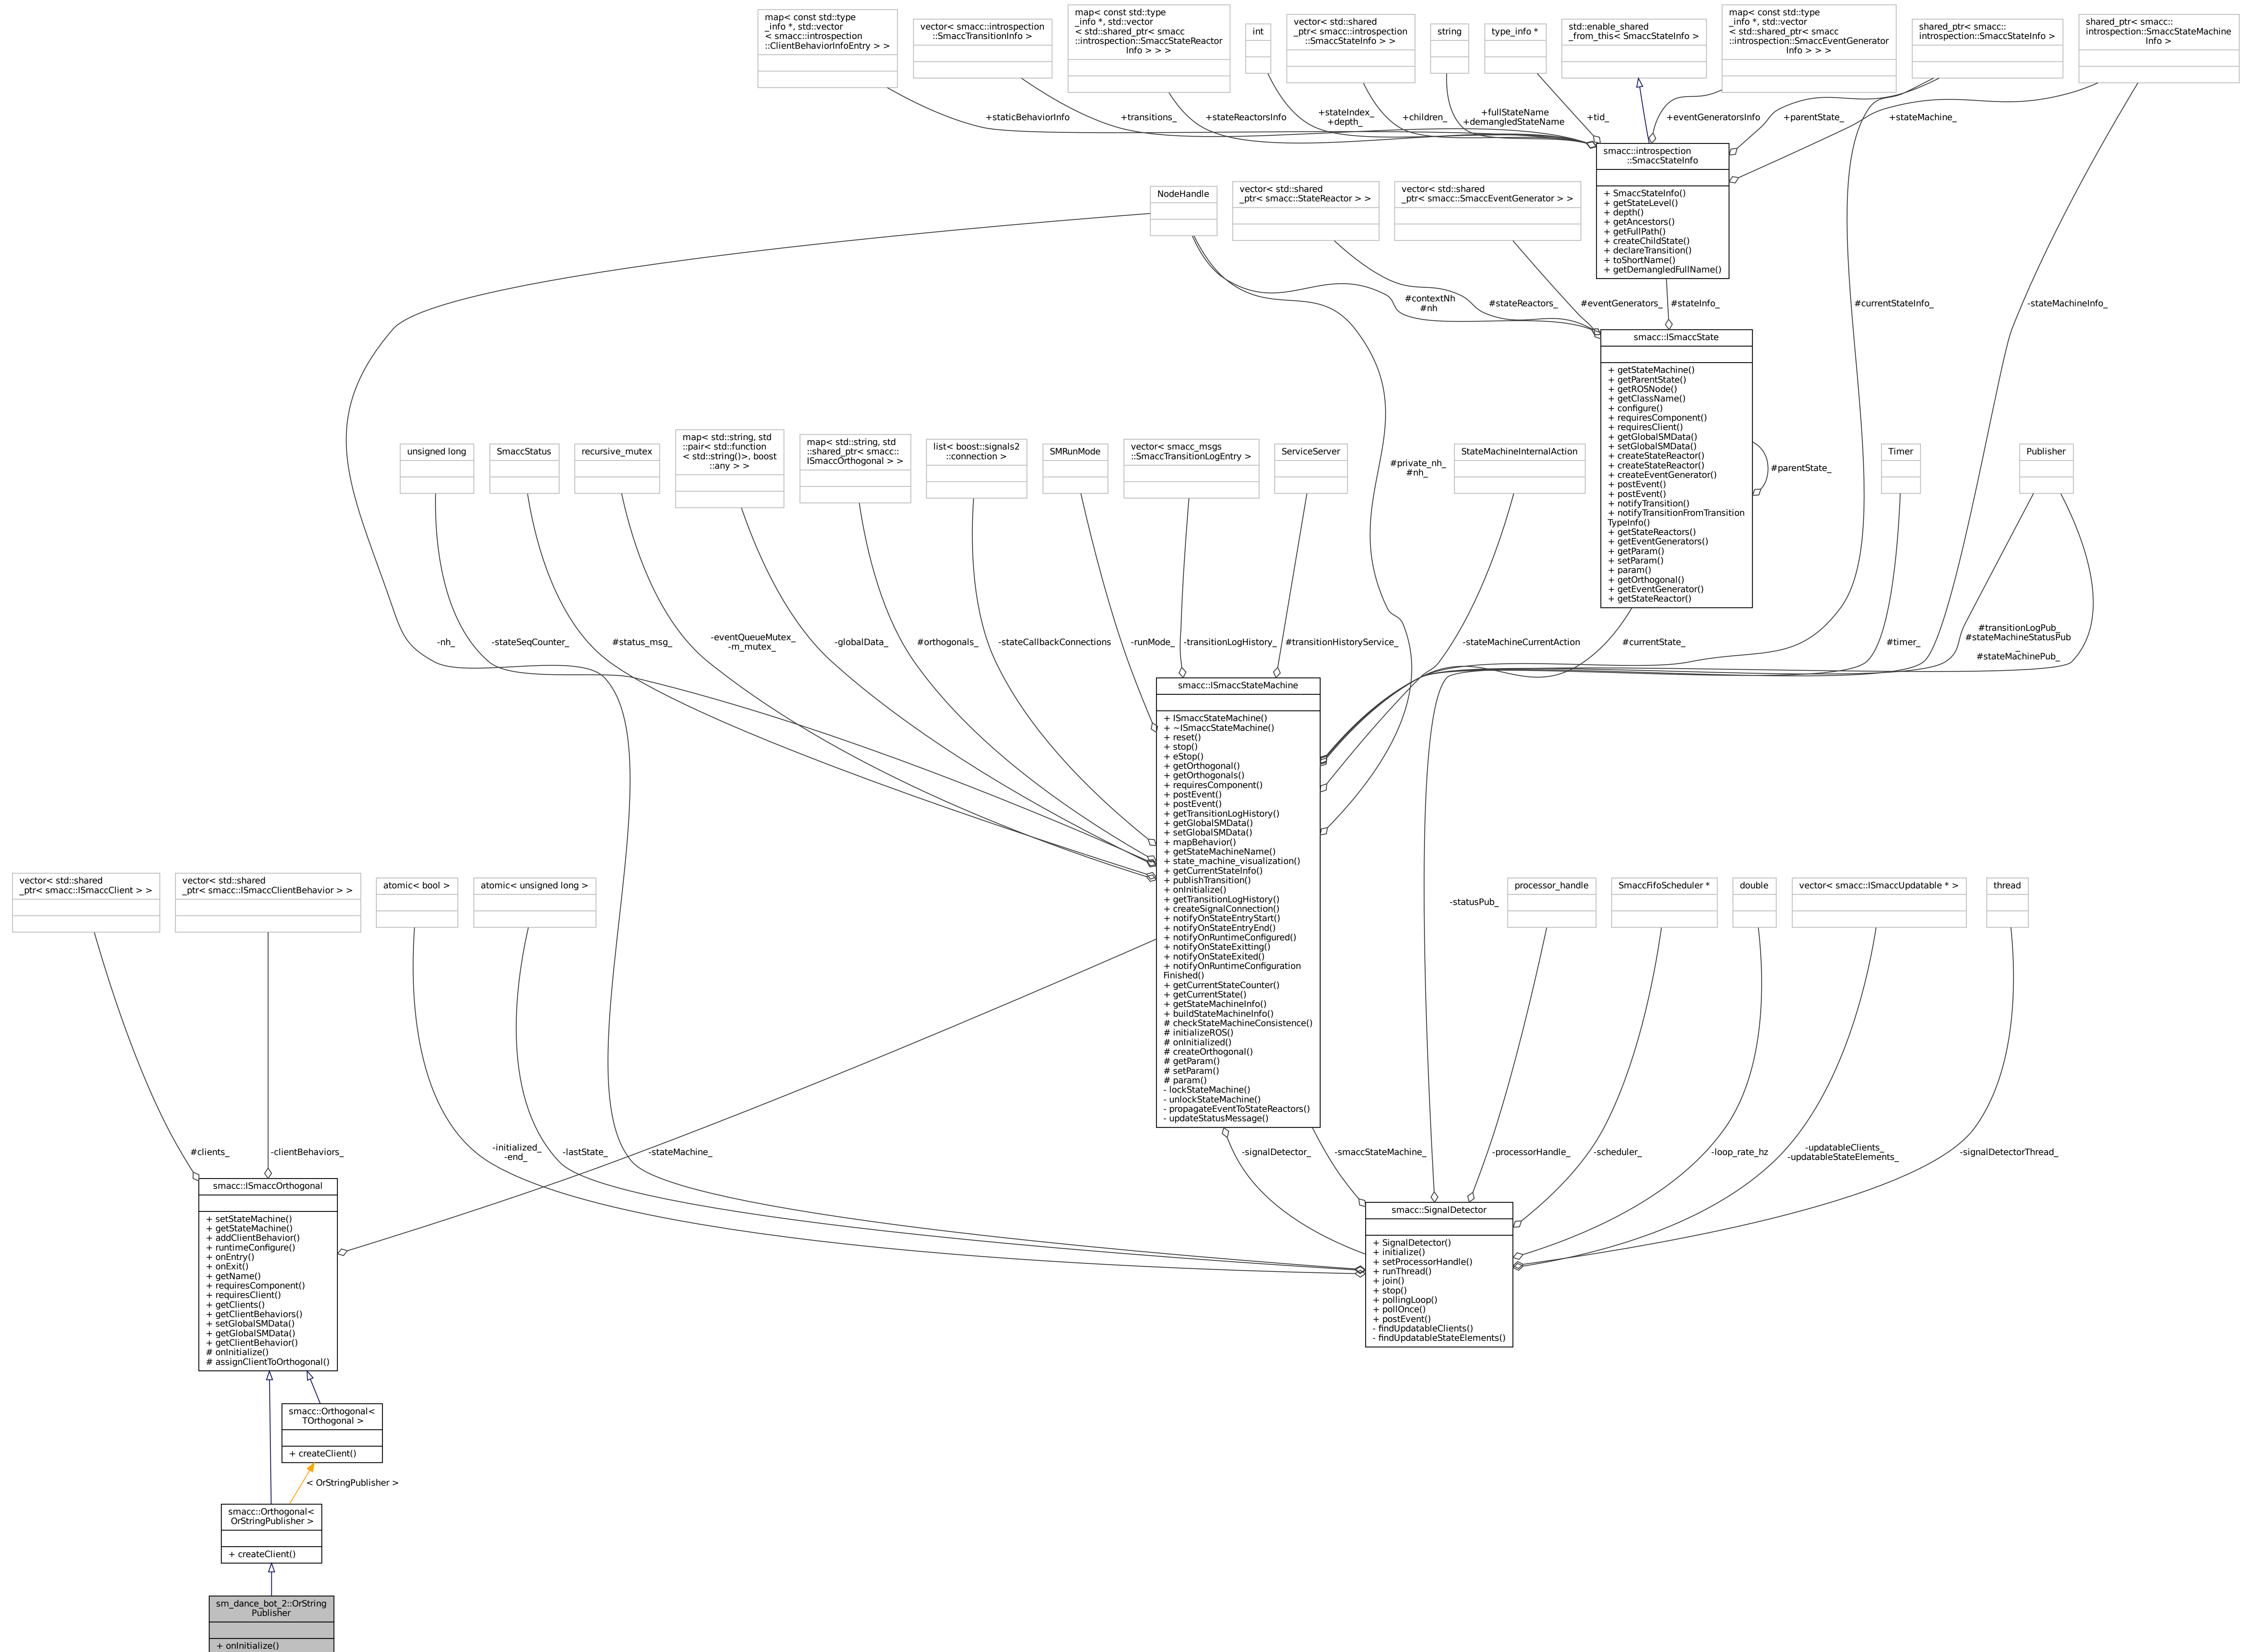 map< const std::type
_info *, std::vector
< smacc::introspection
::ClientBehaviorInfoEntry > >
vector< smacc::introspection
::SmaccTransitionInfo >
map< const std::type
_info *, std::vector
< std::shared_ptr< smacc
::introspection::SmaccStateReactor
Info > > >
int
vector< std::shared
_ptr< smacc::introspection
::SmaccStateInfo > >
string
type_info *
std::enable_shared
_from_this< SmaccStateInfo >
map< const std::type
_info *, std::vector
< std::shared_ptr< smacc
::introspection::SmaccEventGenerator
Info > > >
shared_ptr< smacc::
introspection::SmaccStateInfo >
shared_ptr< smacc::
introspection::SmaccStateMachine
Info >
+staticBehaviorInfo
+transitions_
+stateReactorsInfo
+stateIndex_
+depth_
+children_
+fullStateName
+demangledStateName
+tid_
+eventGeneratorsInfo
+parentState_
+stateMachine_
smacc::introspection
::SmaccStateInfo
+ SmaccStateInfo()
+ getStateLevel()
+ depth()
+ getAncestors()
+ getFullPath()
+ createChildState()
+ declareTransition()
+ toShortName()
+ getDemangledFullName()
NodeHandle
vector< std::shared
_ptr< smacc::StateReactor > >
vector< std::shared
_ptr< smacc::SmaccEventGenerator > >
#contextNh
#nh
#stateReactors_
#eventGenerators_
#stateInfo_
#currentStateInfo_
-stateMachineInfo_
smacc::ISmaccState
+ getStateMachine()
+ getParentState()
+ getROSNode()
+ getClassName()
+ configure()
+ requiresComponent()
+ requiresClient()
+ getGlobalSMData()
+ setGlobalSMData()
+ createStateReactor()
+ createStateReactor()
+ createEventGenerator()
+ postEvent()
+ postEvent()
+ notifyTransition()
+ notifyTransitionFromTransition
TypeInfo()
+ getStateReactors()
+ getEventGenerators()
+ getParam()
+ setParam()
+ param()
+ getOrthogonal()
+ getEventGenerator()
+ getStateReactor()
#parentState_
unsigned long
SmaccStatus
recursive_mutex
map< std::string, std
::pair< std::function
< std::string()>, boost
::any > >
map< std::string, std
::shared_ptr< smacc::
ISmaccOrthogonal > >
list< boost::signals2
::connection >
SMRunMode
vector< smacc_msgs
::SmaccTransitionLogEntry >
ServiceServer
#private_nh_
#nh_
StateMachineInternalAction
Timer
Publisher
-nh_
-stateSeqCounter_
#status_msg_
-eventQueueMutex_
-m_mutex_
-globalData_
#orthogonals_
-stateCallbackConnections
-runMode_
-transitionLogHistory_
#transitionHistoryService_
-stateMachineCurrentAction
#currentState_
#timer_
#transitionLogPub_
#stateMachineStatusPub
_
#stateMachinePub_
smacc::ISmaccStateMachine
+ ISmaccStateMachine()
+ ~ISmaccStateMachine()
+ reset()
+ stop()
+ eStop()
+ getOrthogonal()
+ getOrthogonals()
+ requiresComponent()
+ postEvent()
+ postEvent()
+ getTransitionLogHistory()
+ getGlobalSMData()
+ setGlobalSMData()
+ mapBehavior()
+ getStateMachineName()
+ state_machine_visualization()
+ getCurrentStateInfo()
+ publishTransition()
+ onInitialize()
+ getTransitionLogHistory()
+ createSignalConnection()
+ notifyOnStateEntryStart()
+ notifyOnStateEntryEnd()
+ notifyOnRuntimeConfigured()
+ notifyOnStateExitting()
+ notifyOnStateExited()
+ notifyOnRuntimeConfiguration
Finished()
+ getCurrentStateCounter()
+ getCurrentState()
+ getStateMachineInfo()
+ buildStateMachineInfo()
# checkStateMachineConsistence()
# initializeROS()
# onInitialized()
# createOrthogonal()
# getParam()
# setParam()
# param()
- lockStateMachine()
- unlockStateMachine()
- propagateEventToStateReactors()
- updateStatusMessage()
vector< std::shared
_ptr< smacc::ISmaccClient > >
vector< std::shared
_ptr< smacc::ISmaccClientBehavior > >
atomic< bool >
atomic< unsigned long >
-statusPub_
processor_handle
SmaccFifoScheduler *
double
vector< smacc::ISmaccUpdatable * >
thread
#clients_
-clientBehaviors_
-initialized_
-end_
-lastState_
-stateMachine_
-signalDetector_
-smaccStateMachine_
-processorHandle_
-scheduler_
-loop_rate_hz
-updatableClients_
-updatableStateElements_
-signalDetectorThread_
smacc::ISmaccOrthogonal
+ setStateMachine()
+ getStateMachine()
+ addClientBehavior()
+ runtimeConfigure()
+ onEntry()
+ onExit()
+ getName()
+ requiresComponent()
+ requiresClient()
+ getClients()
+ getClientBehaviors()
+ setGlobalSMData()
+ getGlobalSMData()
+ getClientBehavior()
# onInitialize()
# assignClientToOrthogonal()
smacc::SignalDetector
+ SignalDetector()
+ initialize()
+ setProcessorHandle()
+ runThread()
+ join()
+ stop()
+ pollingLoop()
+ pollOnce()
+ postEvent()
- findUpdatableClients()
- findUpdatableStateElements()
smacc::Orthogonal<
TOrthogonal >
+ createClient()
< OrStringPublisher >
smacc::Orthogonal<
OrStringPublisher >
+ createClient()
sm_dance_bot_2::OrString
Publisher
+ onInitialize()